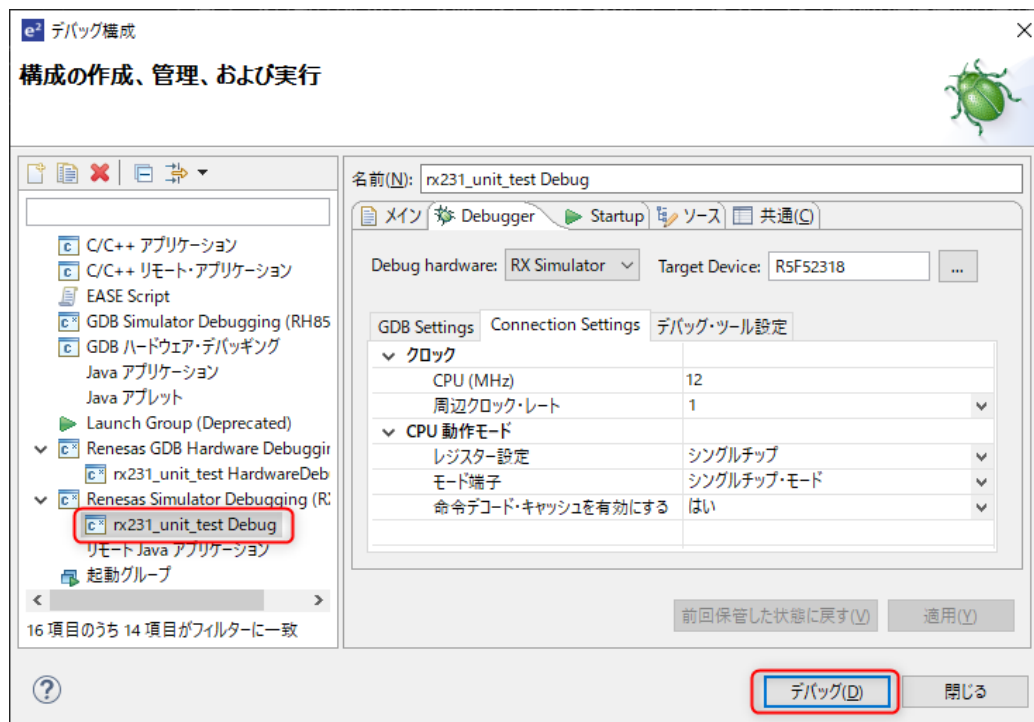 e² デバッグ構成
構成の作成、管理、および実行
名前(N): rx231_unit_test Debug
メイン Debugger Startup ソース 共通(C)
Debug hardware: RX Simulator Target Device: R5F52318 ...
GDB Settings Connection Settings デバッグ・ツール設定
クロック
CPU (MHz) 12
周辺クロック・レート 1
CPU 動作モード
レジスター設定 シングルチップ
モード端子 シングルチップ・モード
命令デコード・キャッシュを有効にする はい
C/C++ アプリケーション
C/C++ リモート・アプリケーション
EASE Script
GDB Simulator Debugging (RH85
GDB ハードウェア・デバッギング
Java アプリケーション
Java アプレット
Launch Group (Deprecated)
Renesas GDB Hardware Debuggin
rx231_unit_test HardwareDeb
Renesas Simulator Debugging (RX
rx231_unit_test Debug
リモート Java アプリケーション
起動グループ
16 項目のうち 14 項目がフィルターに一致
前回保管した状態に戻す(V) 適用(Y)
? デバッグ(D) 閉じる